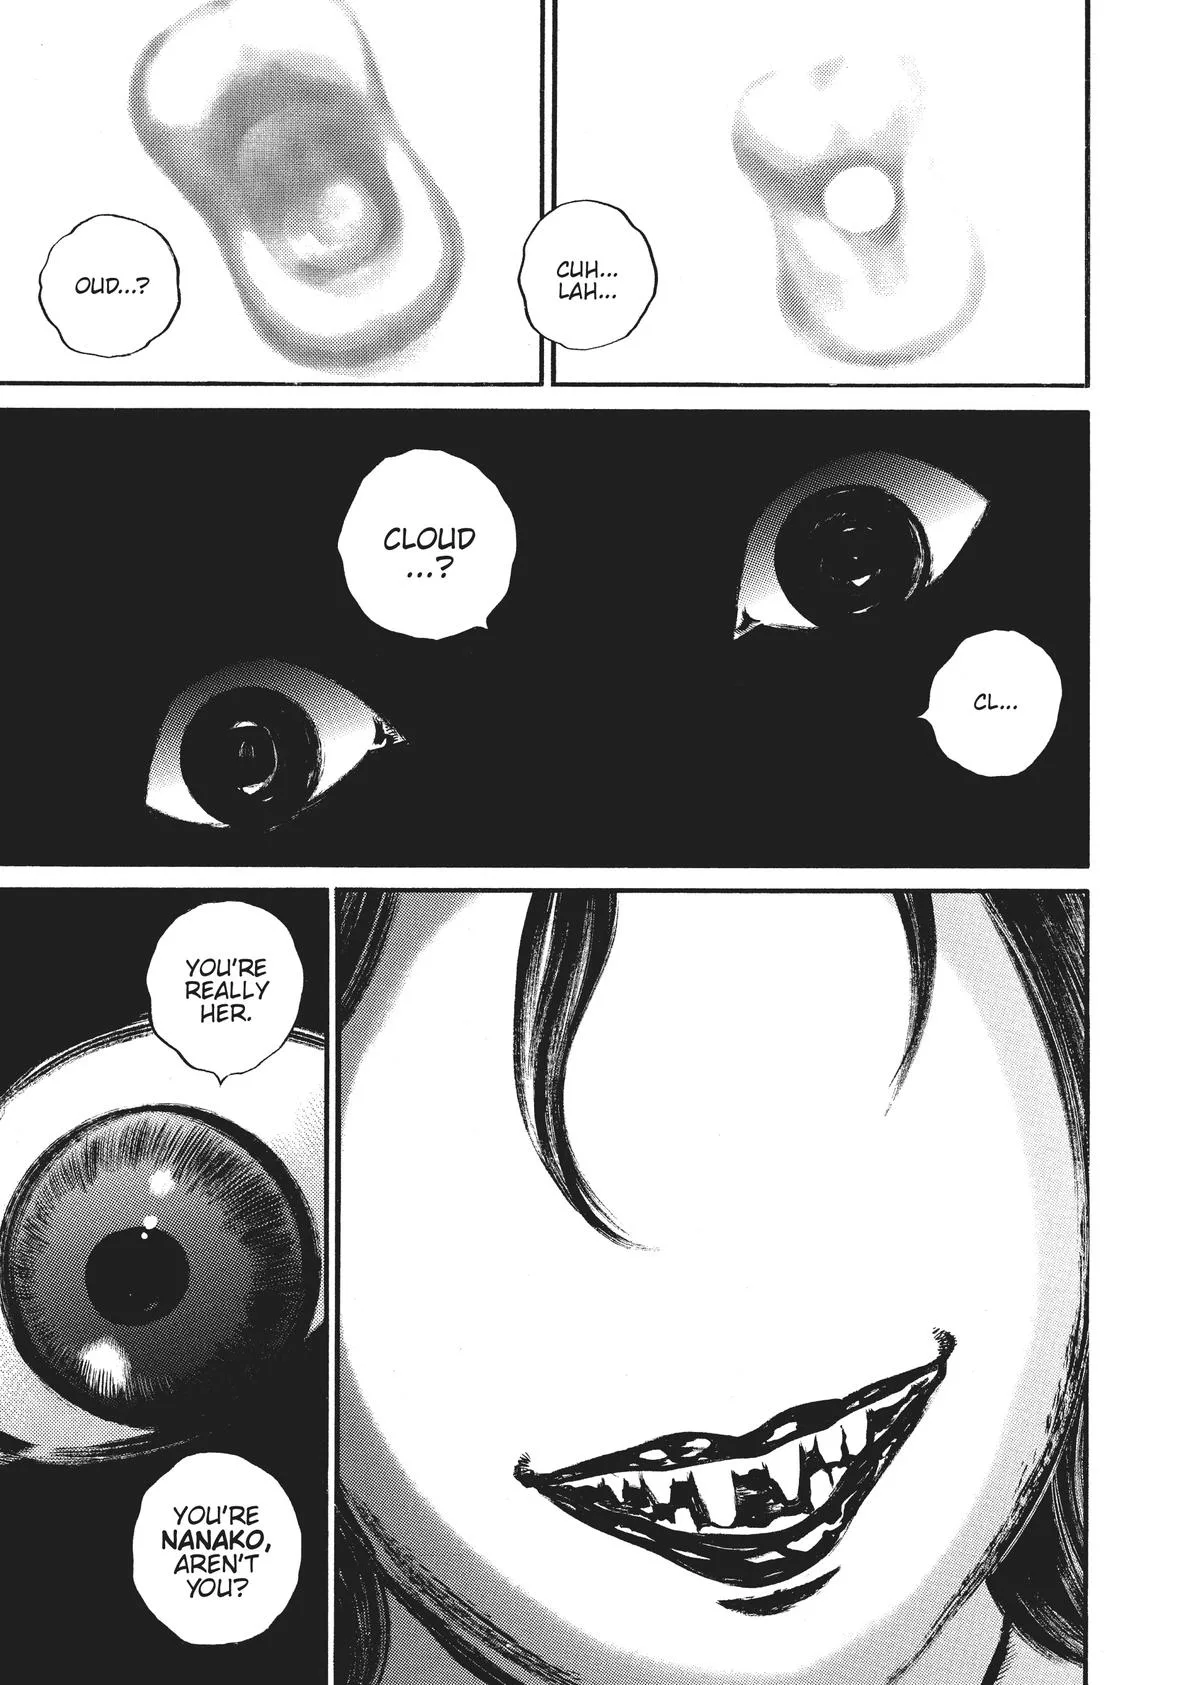 CUH...
LAH...
OUD...?
CL...
CLOUD
...?
YOU'RE
REALLY
HER.
YOU'RE
NANAKO,
AREN'T
YOU?